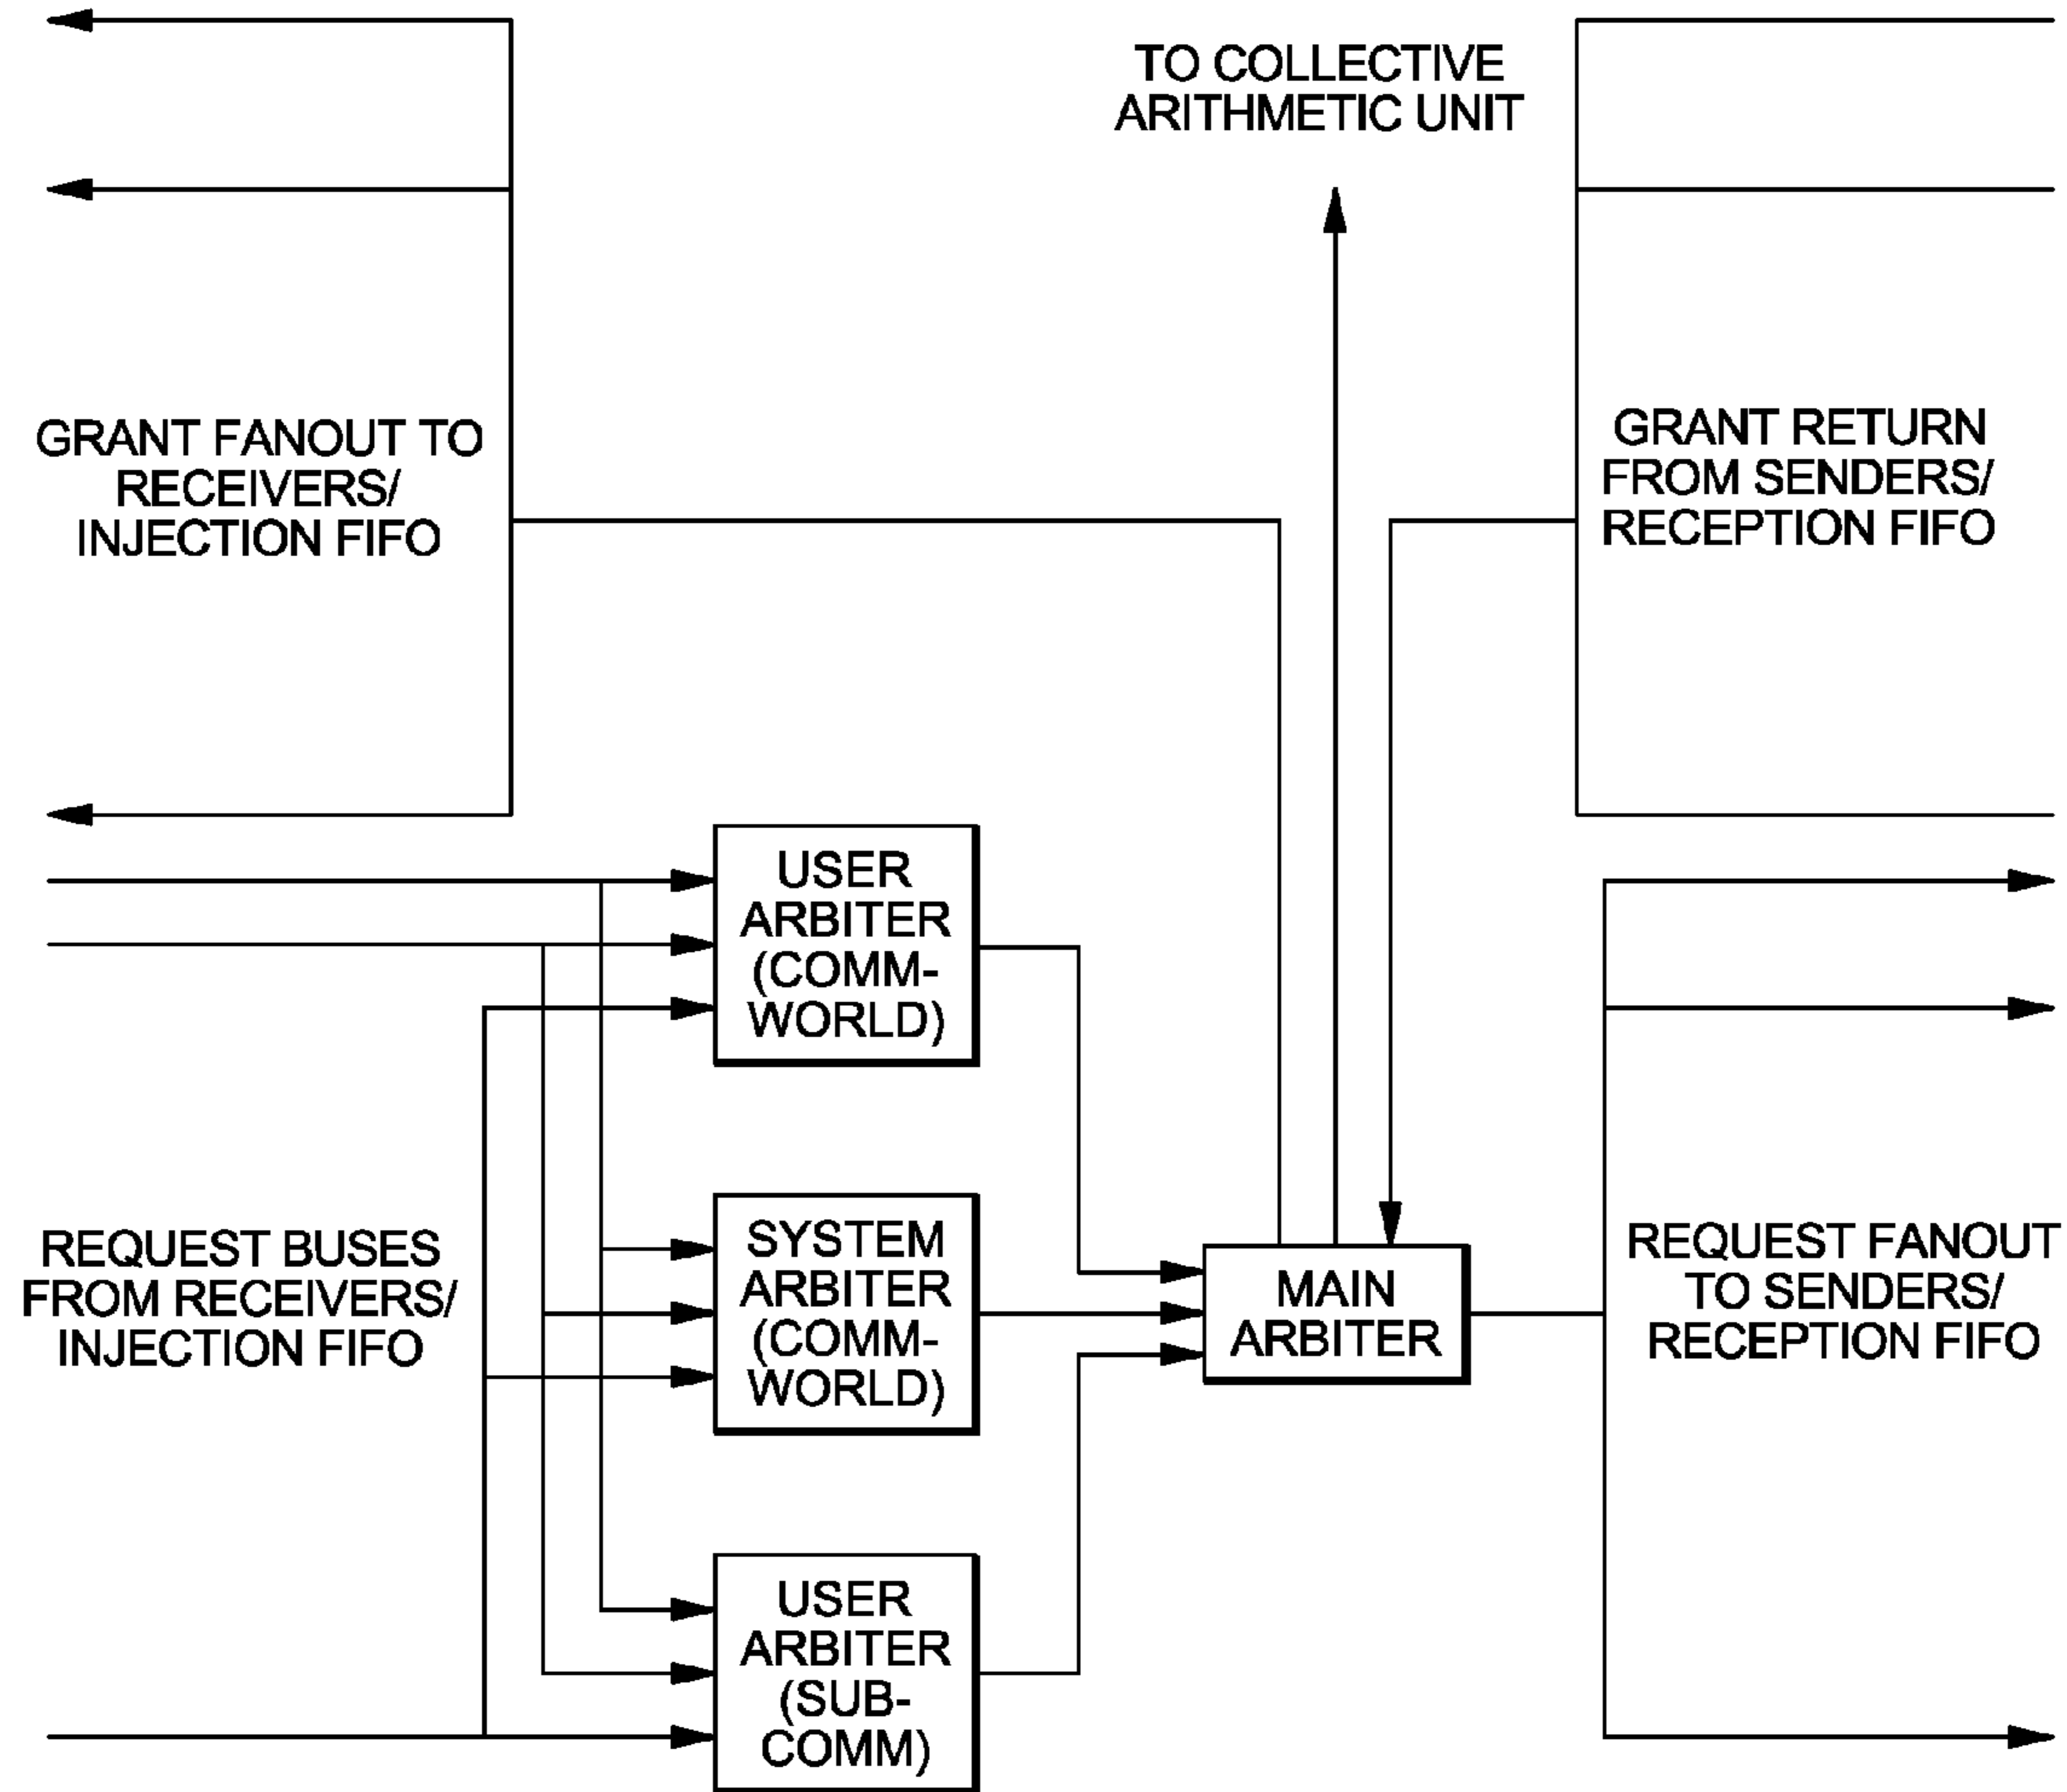 TO COLLECTIVE
ARITHMETIC UNIT
GRANT FANOUT TO
RECEIVERS/
INJECTION FIFO
GRANT RETURN
FROM SENDERS/
RECEPTION FIFO
USER
ARBITER
(COMM-
WORLD)
REQUEST BUSES
FROM RECEIVERS/
INJECTION FIFO
SYSTEM
ARBITER
(COMM-
WORLD)
MAIN
ARBITER
REQUEST FANOUT
TO SENDERS/
RECEPTION FIFO
USER
ARBITER
(SUB-
COMM)